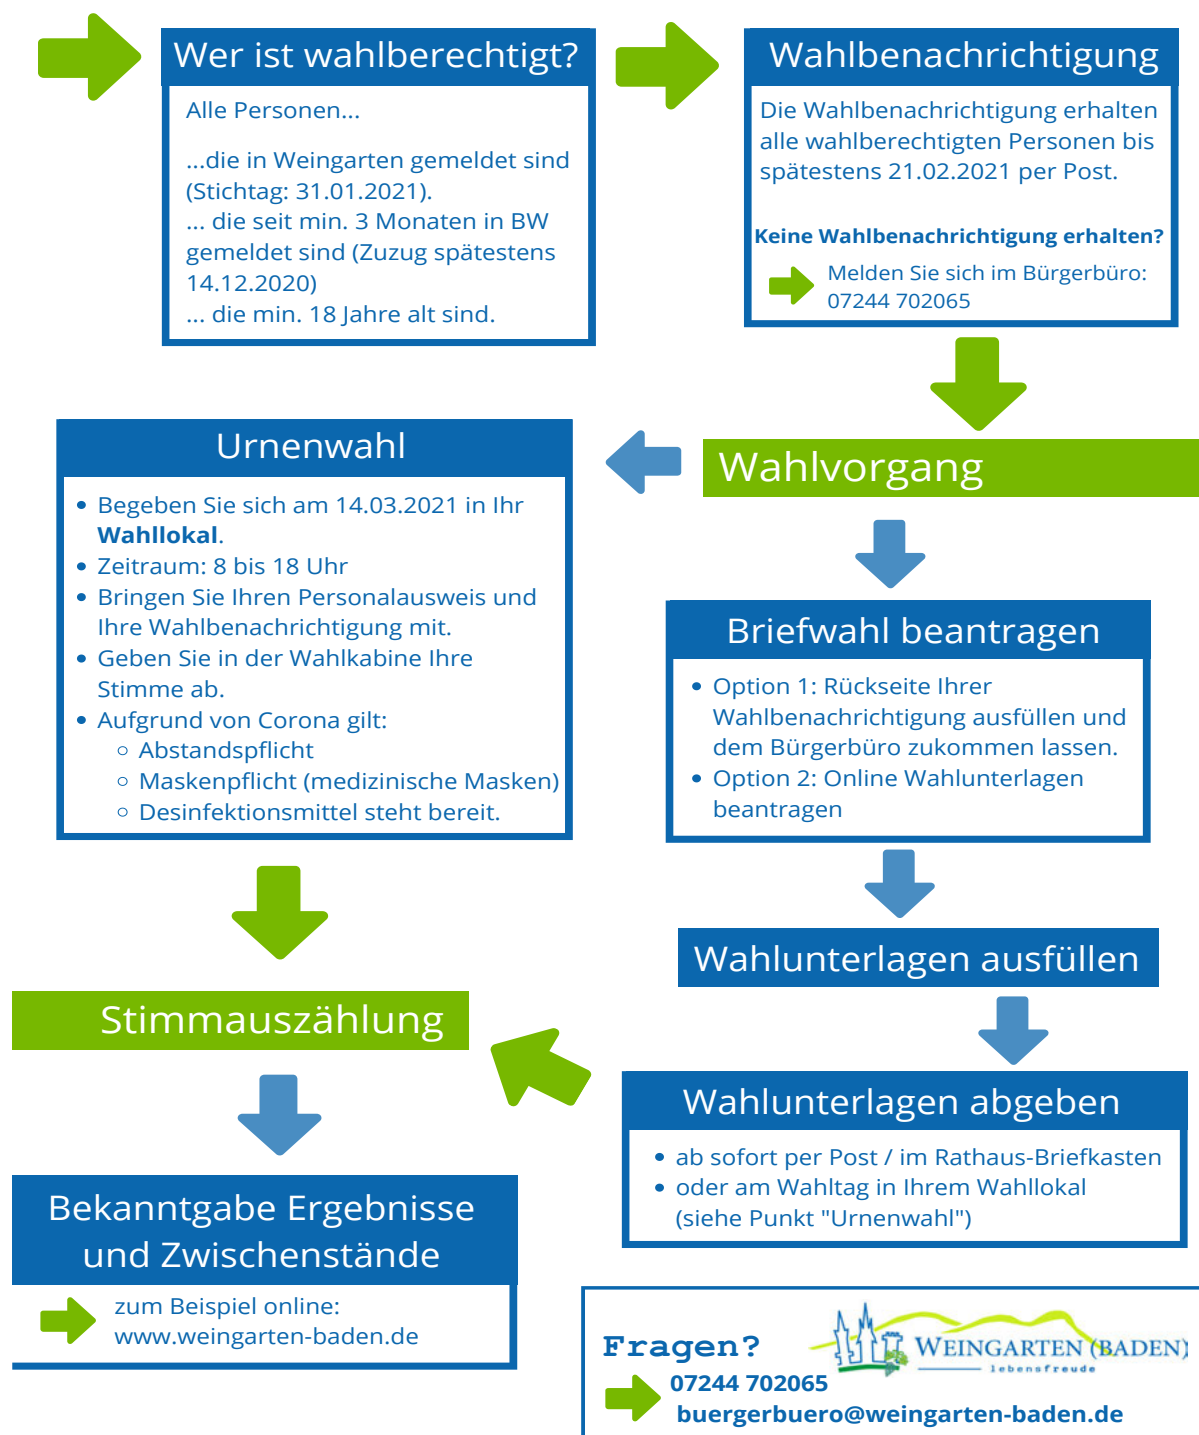 Wer ist wahlberechtigt?
Alle Personen...
...die in Weingarten gemeldet sind
(Stichtag: 31.01.2021).
... die seit min. 3 Monaten in BW
gemeldet sind (Zuzug spätestens
14.12.2020)
... die min. 18 Jahre alt sind.
Wahlbenachrichtigung
Die Wahlbenachrichtigung erhalten
alle wahlberechtigten Personen bis
spätestens 21.02.2021 per Post.
Keine Wahlbenachrichtigung erhalten?
Melden Sie sich im Bürgerbüro:
07244 702065
Wahlvorgang
Urnenwahl
• Begeben Sie sich am 14.03.2021 in Ihr
Wahllokal.
• Zeitraum: 8 bis 18 Uhr
• Bringen Sie Ihren Personalausweis und
Ihre Wahlbenachrichtigung mit.
• Geben Sie in der Wahlkabine Ihre
Stimme ab.
• Aufgrund von Corona gilt:
◦ Abstandspflicht
◦ Maskenpflicht (medizinische Masken)
◦ Desinfektionsmittel steht bereit.
Briefwahl beantragen
• Option 1: Rückseite Ihrer
Wahlbenachrichtigung ausfüllen und
dem Bürgerbüro zukommen lassen.
• Option 2: Online Wahlunterlagen
beantragen
Wahlunterlagen ausfüllen
Wahlunterlagen abgeben
• ab sofort per Post / im Rathaus-Briefkasten
• oder am Wahltag in Ihrem Wahllokal
(siehe Punkt "Urnenwahl")
Stimmauszählung
Bekanntgabe Ergebnisse
und Zwischenstände
zum Beispiel online:
www.weingarten-baden.de
Fragen?
WEINGARTEN (BADEN)
lebensfreude
07244 702065
buergerbuero@weingarten-baden.de